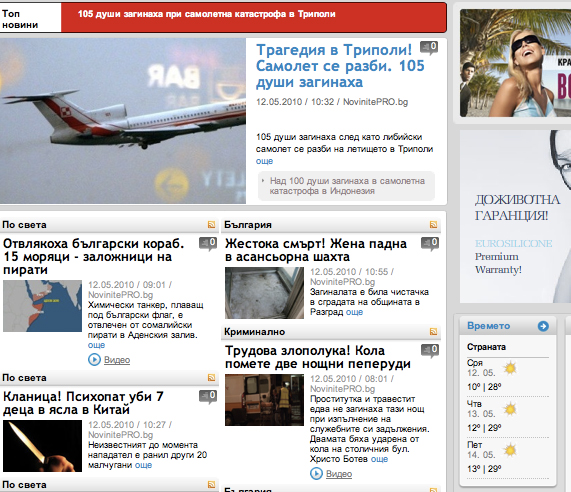 Топ
новини
105 души загинаха при самолетна катастрофа в Триполи
Трагедия в Триполи!
Самолет се разби. 105
души загинаха
0
12.05.2010 / 10:32 / NovinitePRO.bg
105 души загинаха след като либийски
самолет се разби на летището в Триполи
още
Над 100 души загинаха в самолетна
катастрофа в Индонезия
BAR
По света
Отвлякоха български кораб.
15 моряци - заложници на
пирати
0
12.05.2010 / 09:01 /
NovinitePRO.bg
Химически танкер, плаващ
под български флаг, е
отвлечен от сомалийски
пирати в Аденския залив.
още
Видео
По света
Кланица! Психопат уби 7
деца в ясла в Китай
0
12.05.2010 / 10:27 /
NovinitePRO.bg
Неизвестният до момента
нападател е ранил други 20
малчугани още
По света
България
Жестока смърт! Жена падна
в асансьорна шахта
0
12.05.2010 / 10:55 /
NovinitePRO.bg
Загиналата е била чистачка
в сградата на общината в
Разград още
Криминално
Трудова злополука! Кола
помете две нощни пеперуди
0
12.05.2010 / 08:01 /
NovinitePRO.bg
Проститутка и травестит
едва не загинаха тази нощ
при изпълнение на
служебните си задължения.
Двамата бяха ударена от
кола на столичния бул.
Христо Ботев още
Видео
България
КРА
ДОЖИВОТНА
ГАРАНЦИЯ!
EUROSILICONE
Premium
Warranty!
Времето
Страната
Сря
12. 05.
10° | 28°
Чтв
13. 05.
12° | 29°
Пет
14. 05.
13° | 29°